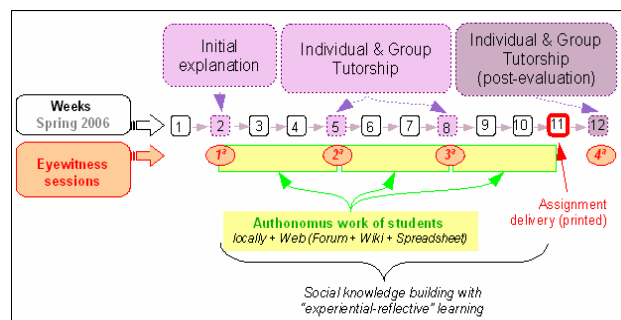 Initial
explanation
Individual & Group
Tutorship
Individual & Group
Tutorship
(post-evaluation)
Weeks
Spring 2006
1 2 3 4 5 6 7 8 9 10 11 12
Eyewitness
sessions
1ª 2ª 3ª 4ª
Authonomus work of students
locally + Web (Forum + Wiki + Spreadsheet)
Assignment
delivery (printed)
Social knowledge building with
"experiential-reflective" learning